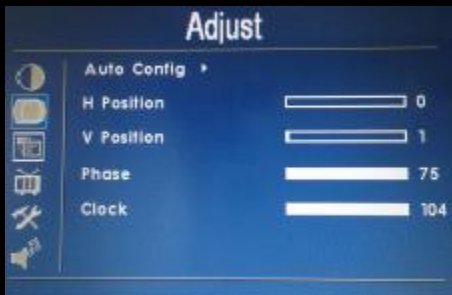 Adjust
Auto Config
H Position 0
V Position 1
Phase 75
Clock 104